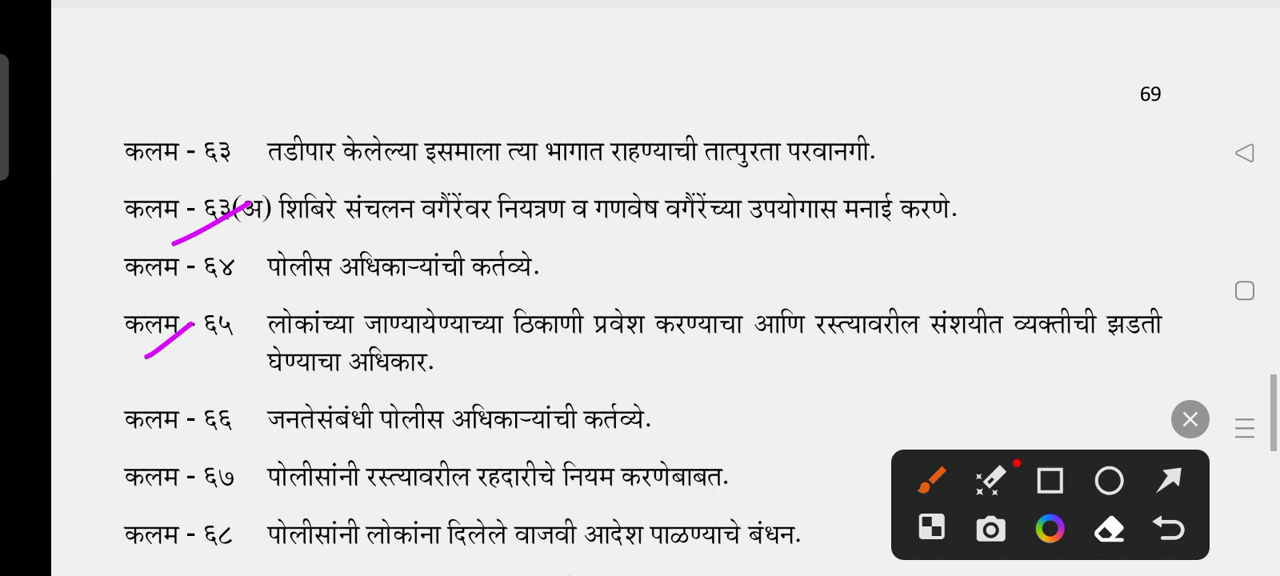 69
कलम - ६३ तडीपार केलेल्या इसमाला त्या भागात राहण्याची तात्पुरता परवानगी.
कलम - ६३(अ) शिबिरे संचलन वगैरेंवर नियत्रण व गणवेष वगैरेंच्या उपयोगास मनाई करणे.
कलम - ६४ पोलीस अधिकाऱ्यांची कर्तव्ये.
कलम - ६५ लोकांच्या जाण्यायेण्याच्या ठिकाणी प्रवेश करण्याचा आणि रस्त्यावरील संशयीत व्यक्तीची झडती
घेण्याचा अधिकार.
कलम - ६६ जनतेसंबंधी पोलीस अधिकाऱ्यांची कर्तव्ये.
कलम - ६७ पोलीसांनी रस्त्यावरील रहदारीचे नियम करणेबाबत.
कलम - ६८ पोलीसांनी लोकांना दिलेले वाजवी आदेश पाळण्याचे बंधन.